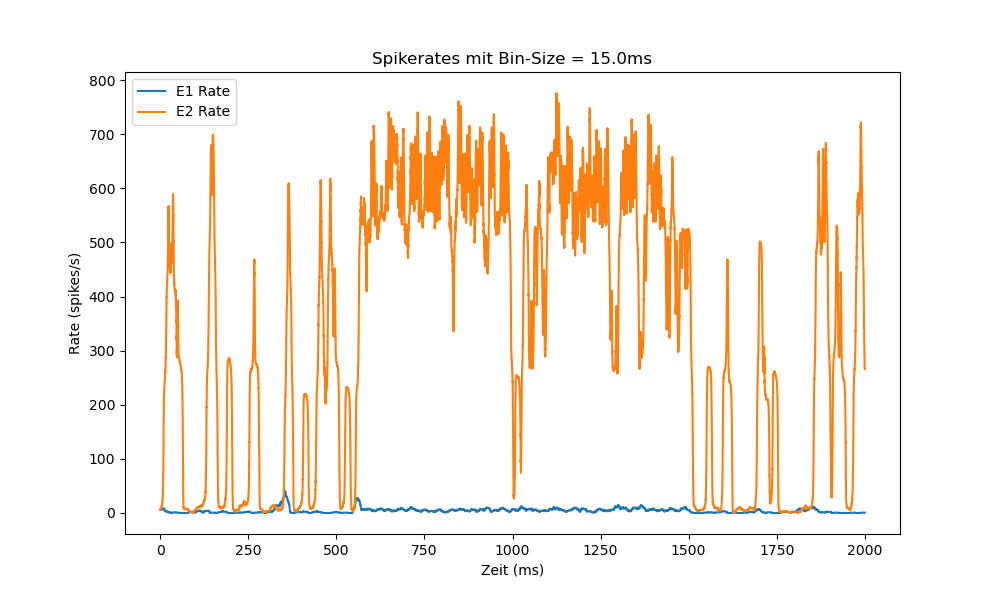 Spikerates mit Bin-Size = 15.0ms
E1 Rate
E2 Rate
Rate (spikes/s)
800
700
600
500
400
300
200
100
0
0 250 500 750 1000 1250 1500 1750 2000
Zeit (ms)